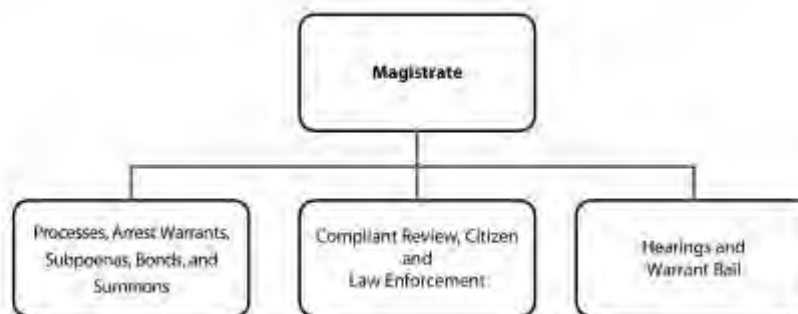 Magistrate
Processes, Arrest Warrants,
Subpoenas, Bonds, and
Summons
Compliant Review, Citizen
and
Law Enforcement
Hearings and
Warrant Bail